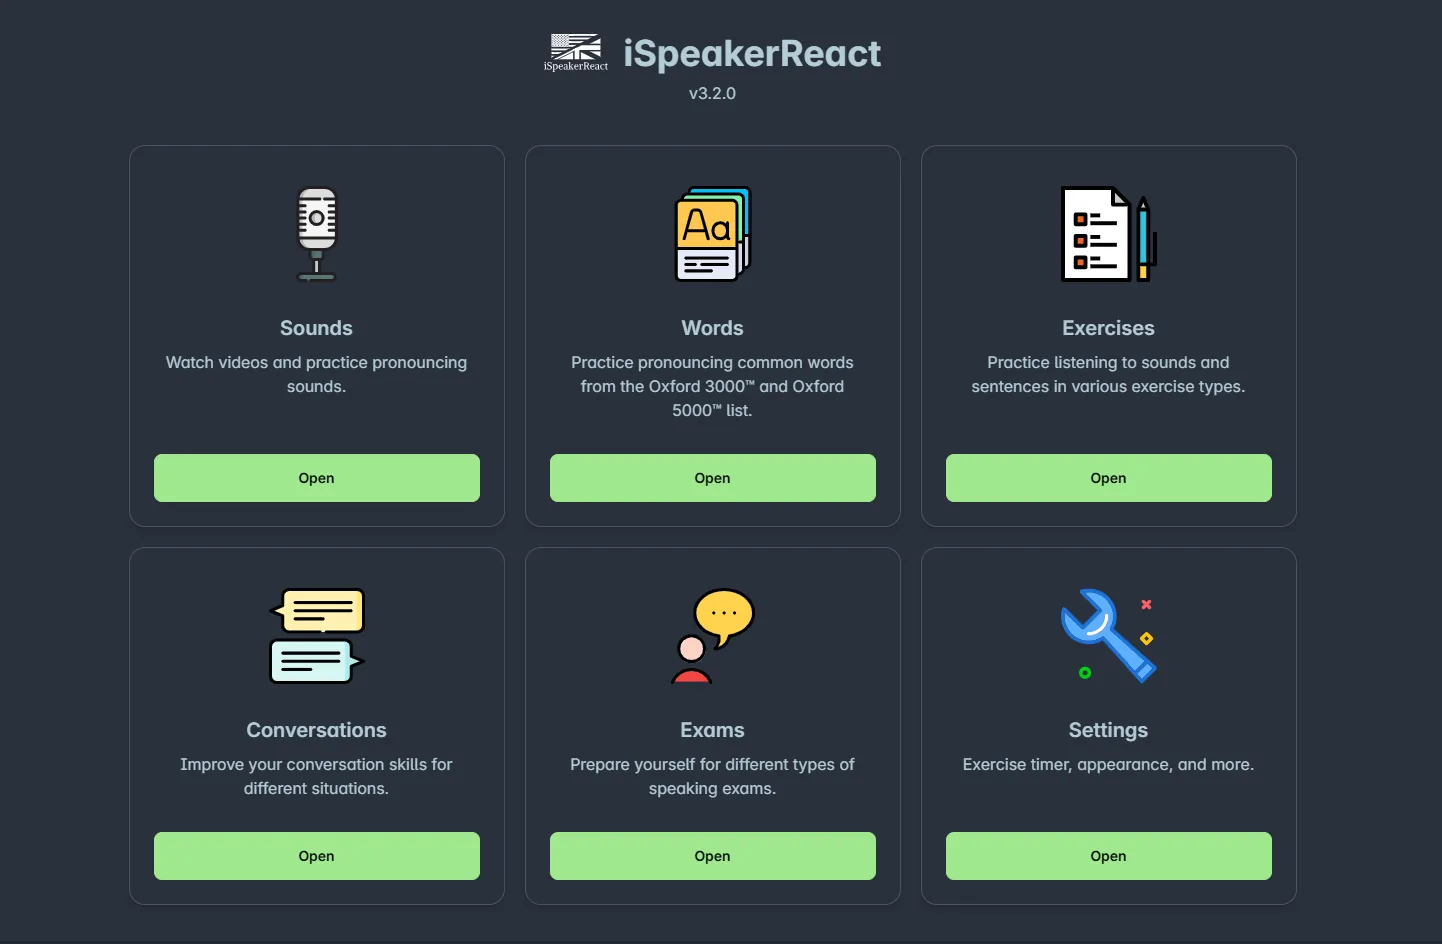 iSpeakerReact
iSpeakerReact
v3.2.0
Sounds
Watch videos and practice pronouncing
sounds.
Open
Aa
Words
Practice pronouncing common words
from the Oxford 3000™ and Oxford
5000™ list.
Open
Exercises
Practice listening to sounds and
sentences in various exercise types.
Open
Conversations
Improve your conversation skills for
different situations.
Open
Exams
Prepare yourself for different types of
speaking exams.
Open
Settings
Exercise timer, appearance, and more.
Open